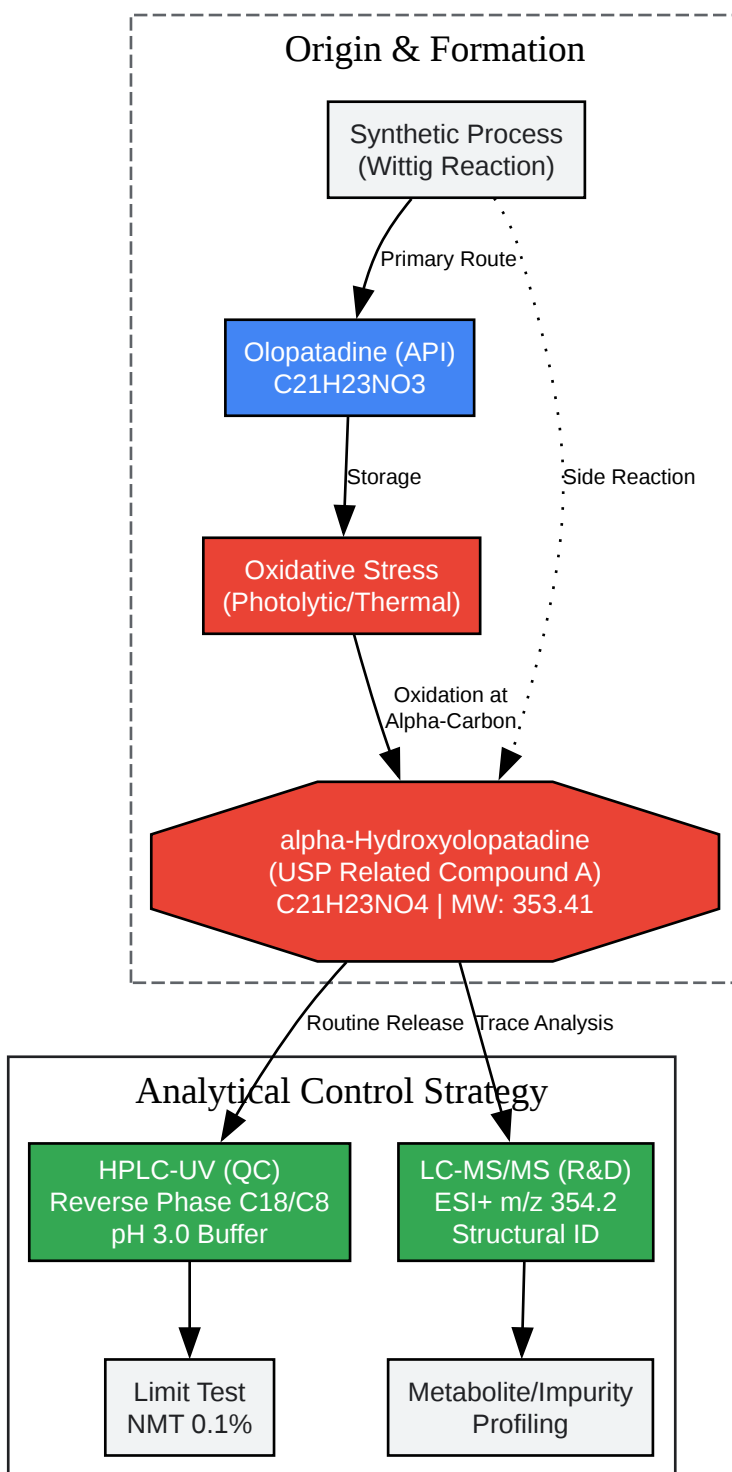 Origin & Formation
Synthetic Process
(Wittig Reaction)
Primary Route
Olopatadine (API)
C21H23NO3
Storage
Side Reaction
Oxidative Stress
(Photolytic/Thermal)
Oxidation at
Alpha-Carbon
alpha-Hydroxyolopatadine
(USP Related Compound A)
C21H23NO4 | MW: 353.41
Routine Release
Trace Analysis
Analytical Control Strategy
HPLC-UV (QC)
Reverse Phase C18/C8
pH 3.0 Buffer
LC-MS/MS (R&D)
ESI+ m/z 354.2
Structural ID
Limit Test
NMT 0.1%
Metabolite/Impurity
Profiling